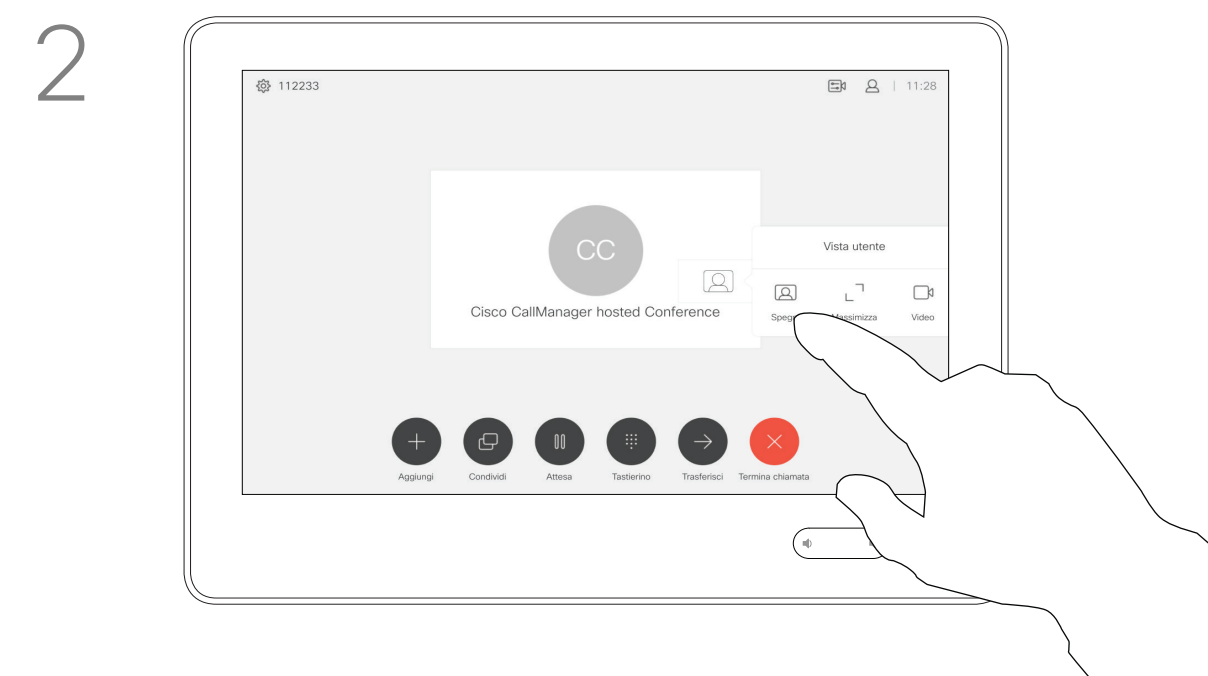 2
112233
11:28
CC
Cisco CallManager hosted Conference
Vista utente
Massimizza
Video
Aggiungi
Condividi
Attesa
Tastierino
Trasferisci
Termina chiamata